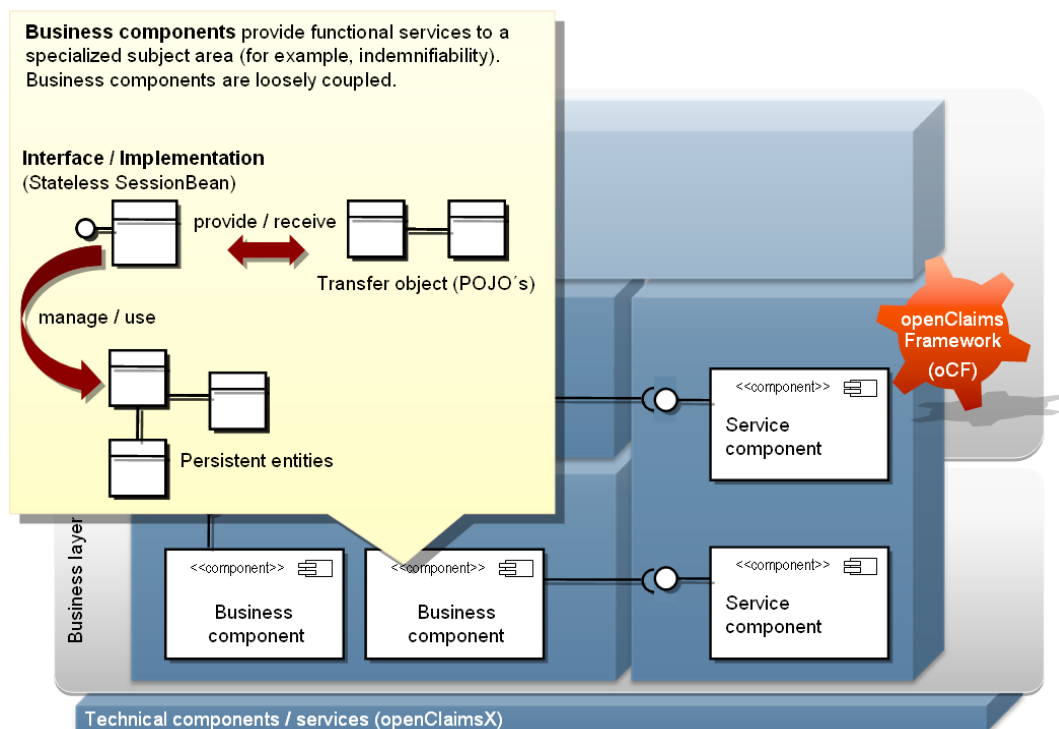 Business components provide functional services to a
specialized subject area (for example, indemnifiability).
Business components are loosely coupled.
Interface / Implementation
(Stateless SessionBean)
provide / receive
Transfer object (POJO´s)
manage / use
Persistent entities
openClaims
Framework
(oCF)
<<component>>
Service
component
Business layer
<<component>>
Business
component
<<component>>
Business
component
<<component>>
Service
component
Technical components / services (openClaimsX)